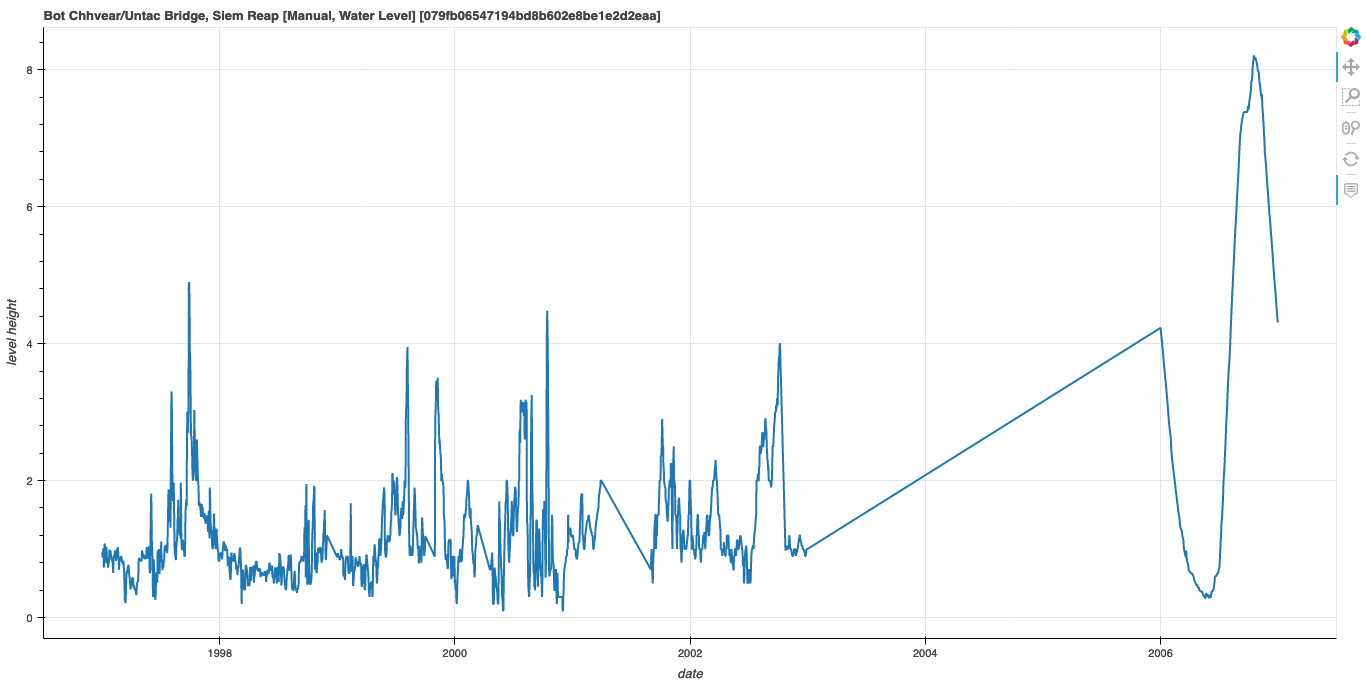 Bot Chhvear/Untac Bridge, Siem Reap [Manual, Water Level] [079fb06547194bd8b602e8be1e2d2eaa]
8
6
4
2
0
level height
1998 2000 2002 2004 2006
date